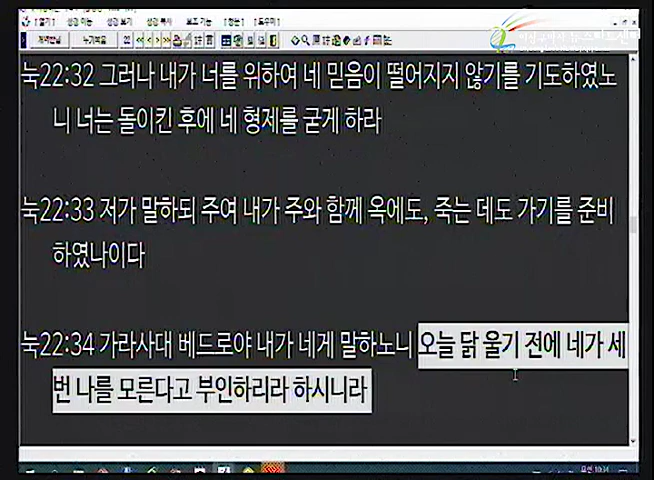 눅22:32 그러나 내가 너를 위하여 네 믿음이 떨어지지 않기를 기도하였노
니 너는 돌이킨 후에 네 형제를 굳게 하라
눅22:33 저가 말하되 주여 내가 주와 함께 옥에도, 죽는 데도 가기를 준비
하였나이다
눅22:34 가라사대 베드로야 내가 네게 말하노니 오늘 닭 울기 전에 네가 세
번 나를 모른다고 부인하리라 하시니라